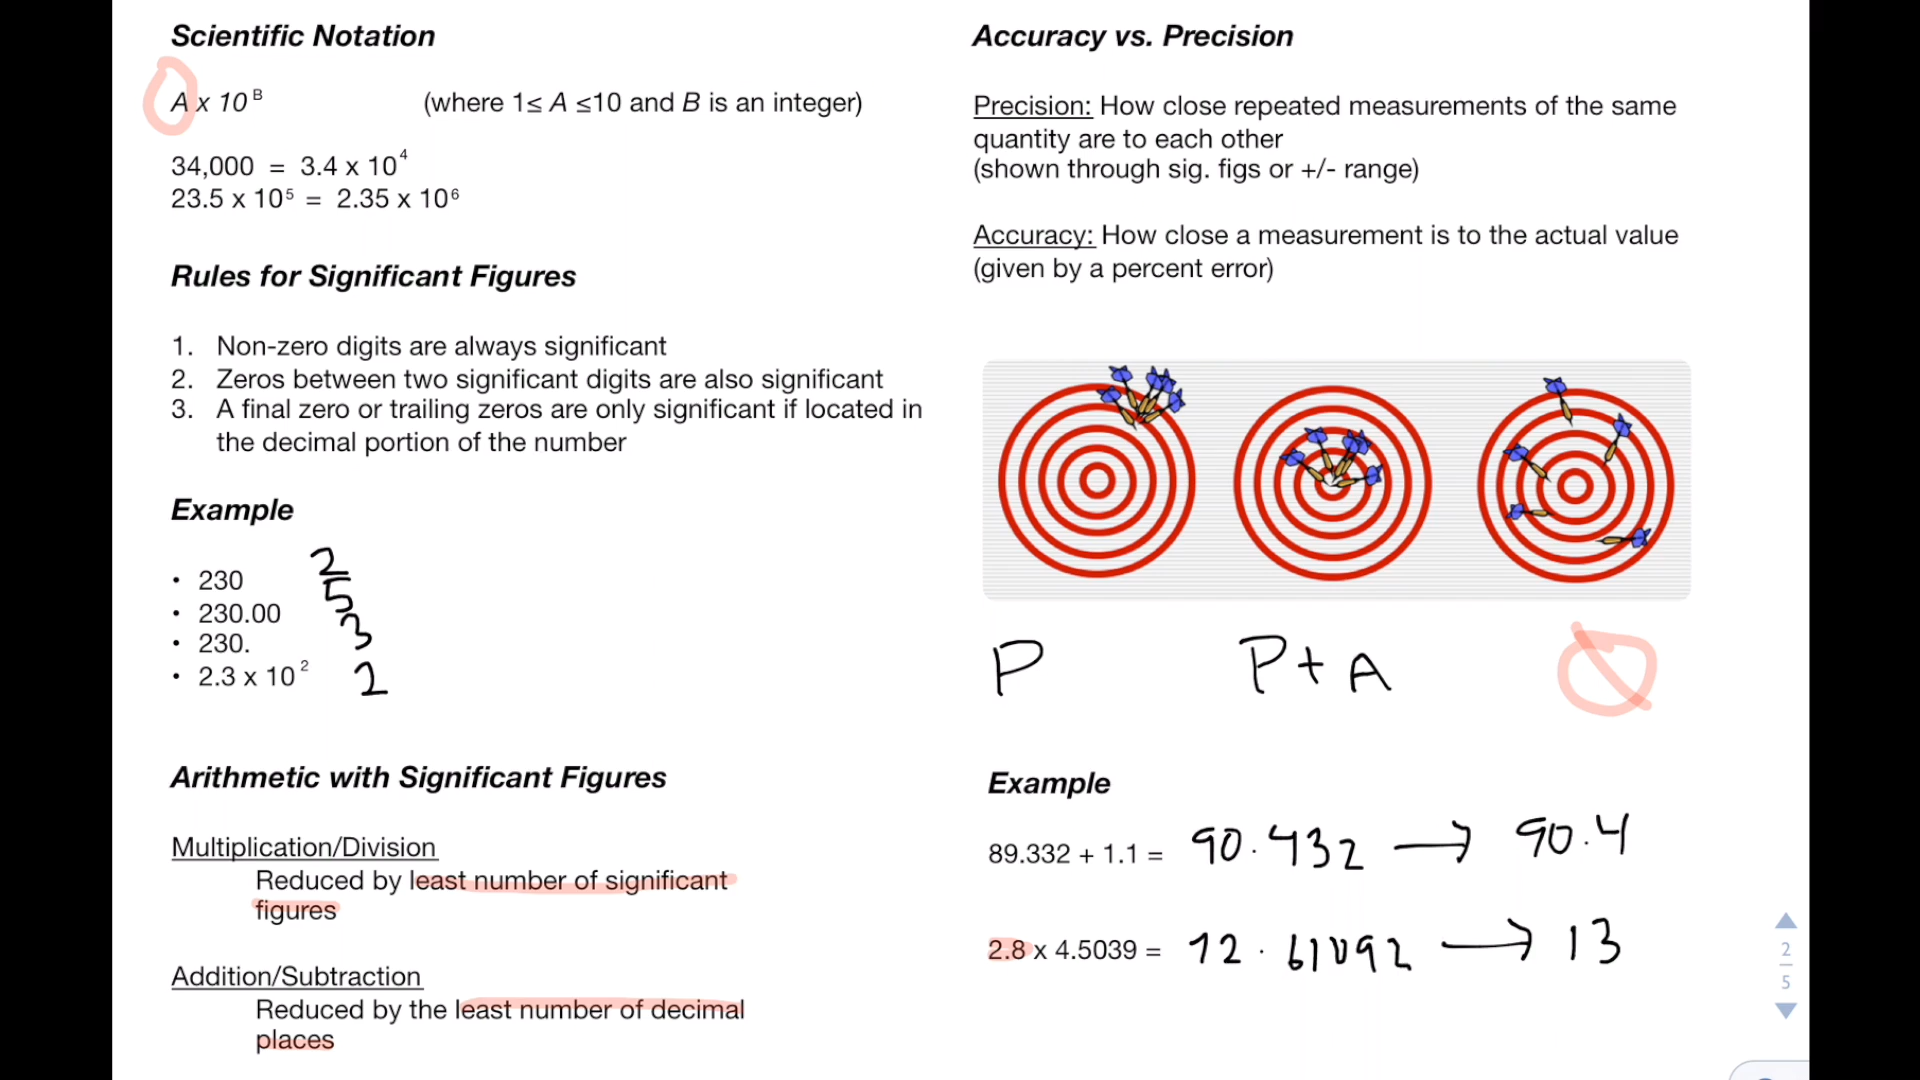 Scientific Notation
A x 10 B (where 1≤ A ≤10 and B is an integer)
34,000 = 3.4 x 10 4
23.5 x 10 5 = 2.35 x 10 6
Rules for Significant Figures
1. Non-zero digits are always significant
2. Zeros between two significant digits are also significant
3. A final zero or trailing zeros are only significant if located in
the decimal portion of the number
Example
• 230 2
• 230.00 5
• 230. 3
• 2.3 x 10 2 2
Arithmetic with Significant Figures
Multiplication/Division
Reduced by least number of significant
figures
Addition/Subtraction
Reduced by the least number of decimal
places
Accuracy vs. Precision
Precision: How close repeated measurements of the same
quantity are to each other
(shown through sig. figs or +/- range)
Accuracy: How close a measurement is to the actual value
(given by a percent error)
P P+A
Example
89.332 + 1.1 = 90.432 → 90.4
2.8 x 4.5039 = 12.61092 → 13
2
5